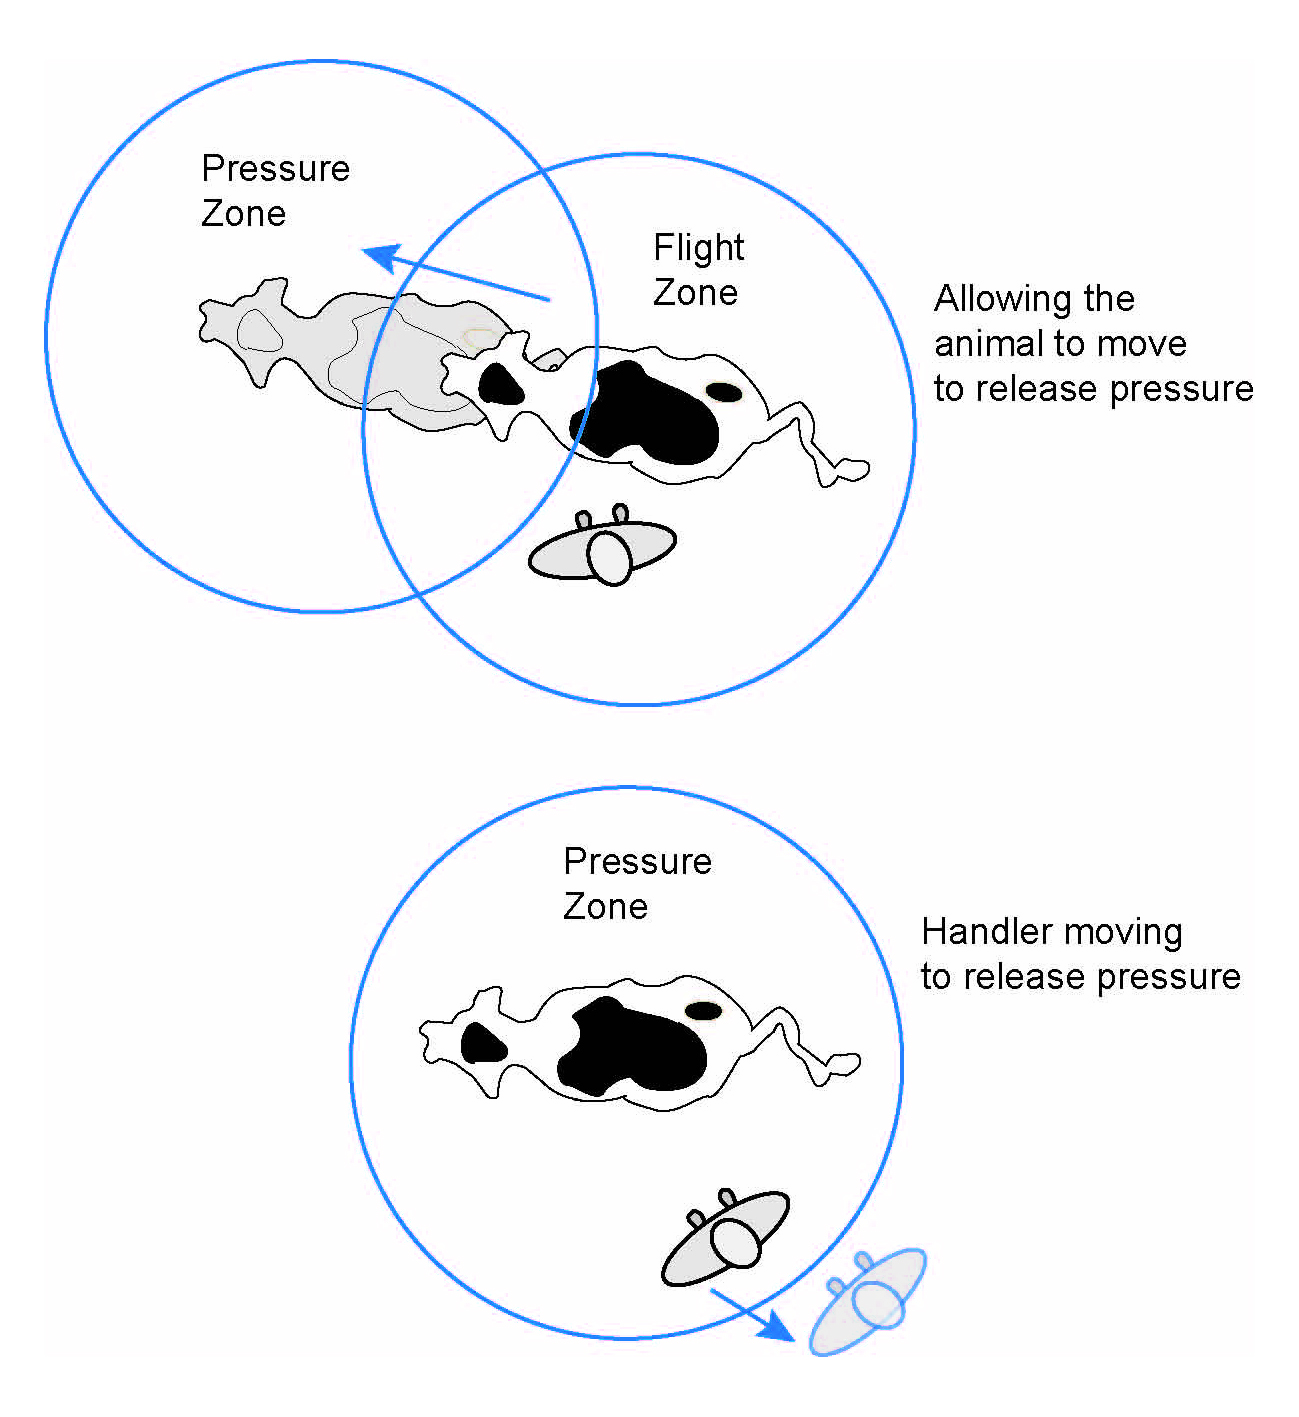 Pressure
Zone
Flight
Zone
Allowing the
animal to move
to release pressure
Pressure
Zone
Handler moving
to release pressure